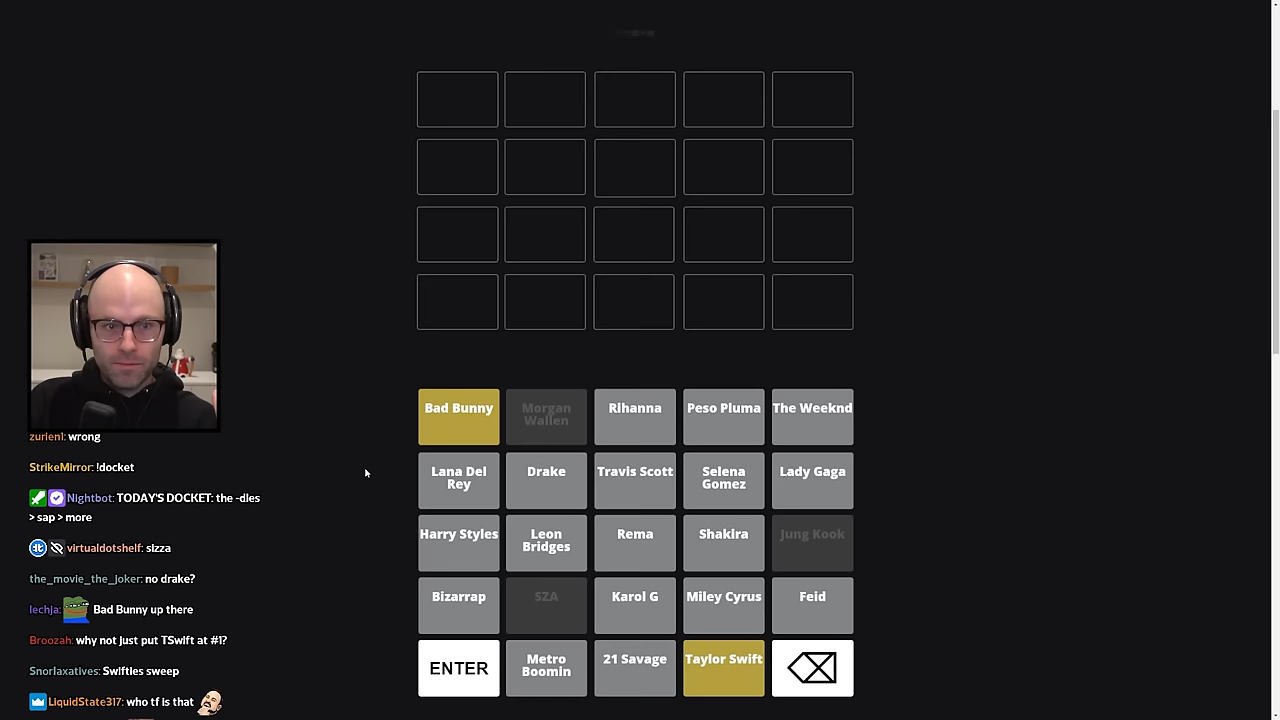 Bad Bunny
Morgan
Wallen
Rihanna
Peso Pluma
The Weeknd
Lana Del
Rey
Drake
Travis Scott
Selena
Gomez
Lady Gaga
Harry Styles
Leon
Bridges
Rema
Shakira
Jung Kook
Bizarrap
SZA
Karol G
Miley Cyrus
Feid
ENTER
Metro
Boomin
21 Savage
Taylor Swift
zurien1: wrong
StrikeMirror: !docket
Nightbot: TODAY'S DOCKET: the -dles
> sap > more
virtualdotshelf: slzza
the_movie_the_joker: no drake?
lechja: Bad Bunny up there
Broozah: why not just put TSwift at #1?
Snorlaxatives: Swifties sweep
LiquidState317: who tf is that